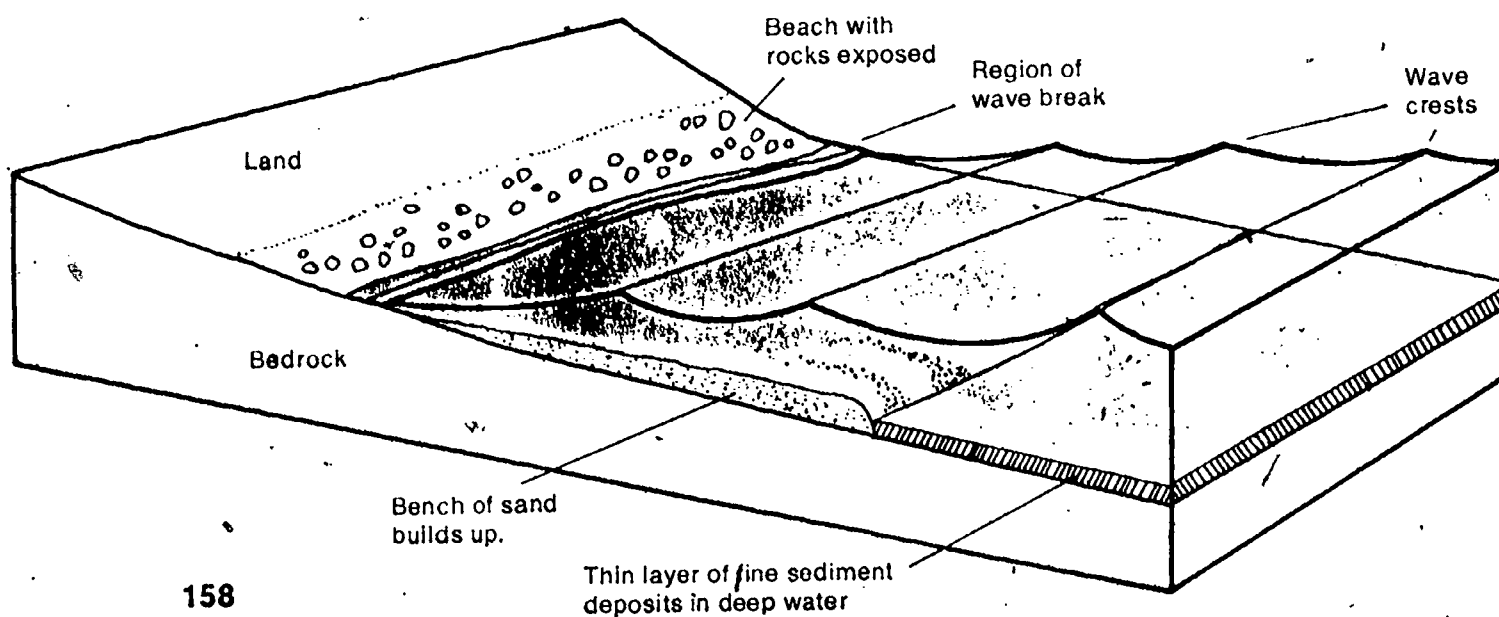 Beach with
rocks exposed
Region of
wave break
Wave
crests
Land
Bedrock
Bench of sand
builds up.
Thin layer of fine sediment
deposits in deep water
158